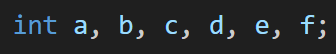 int a, b, c, d, e, f;